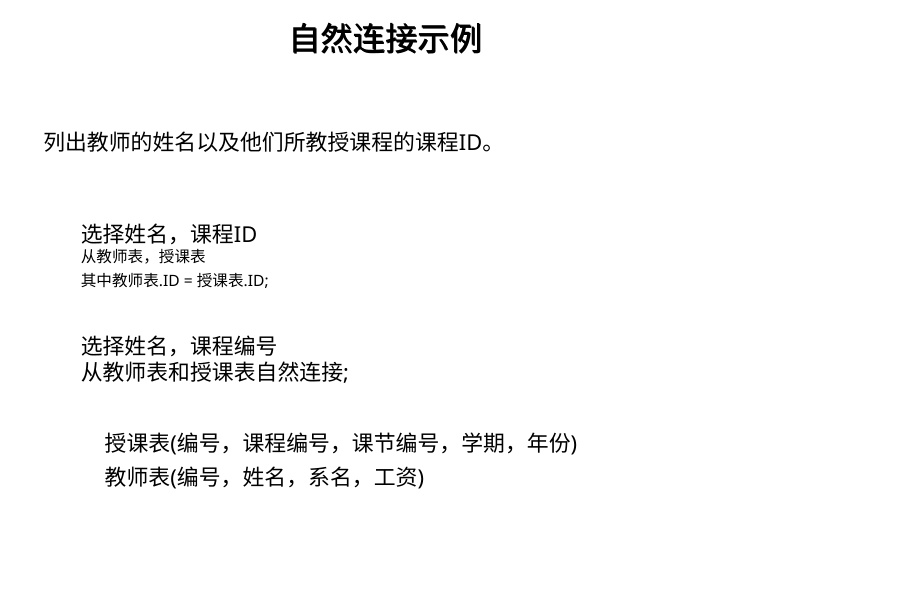 自然连接示例
列出教师的姓名以及他们所教授课程的课程ID。
选择姓名，课程ID
从教师表，授课表
其中教师表.ID = 授课表.ID;
选择姓名，课程编号
从教师表和授课表自然连接;
授课表(编号，课程编号，课节编号，学期，年份)
教师表(编号，姓名，系名，工资)